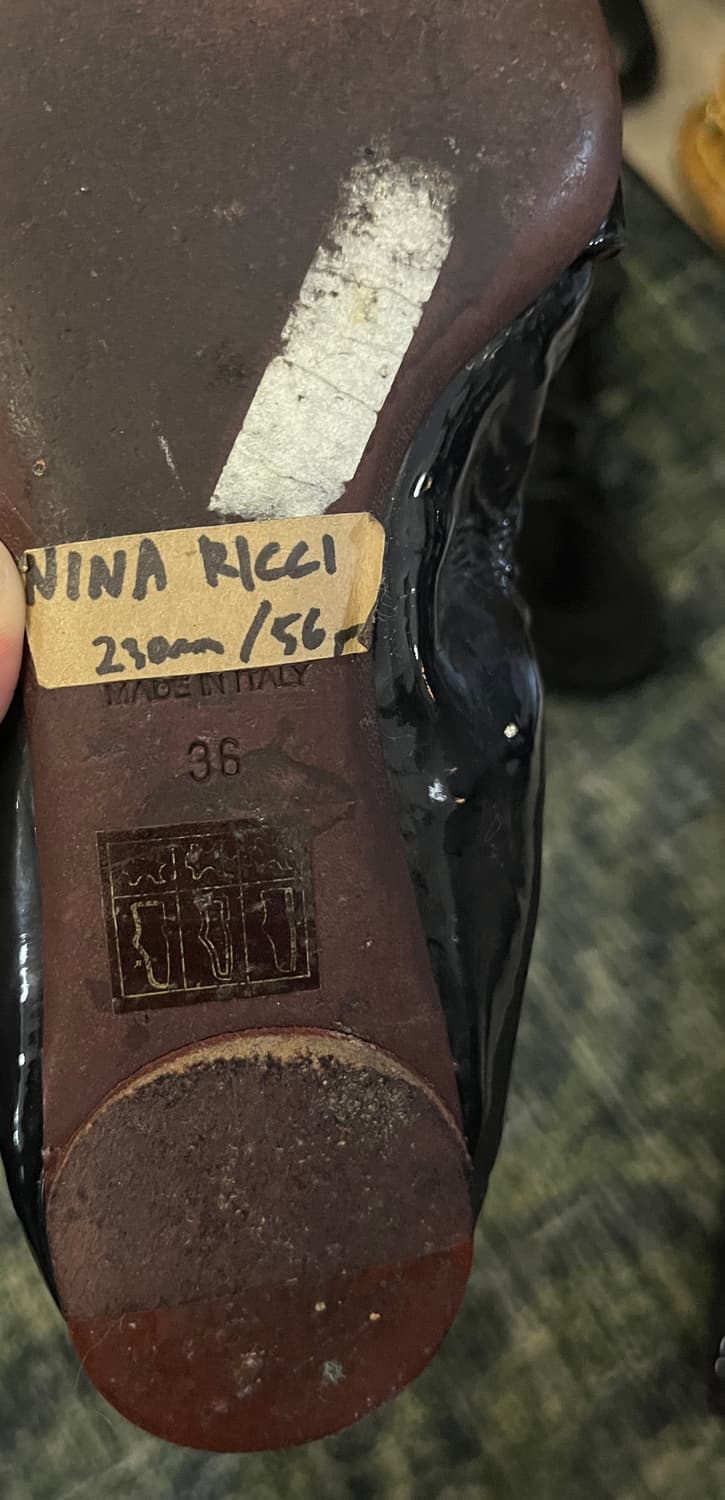 NINA RICCI
230mm / 56
MADE IN ITALY
36